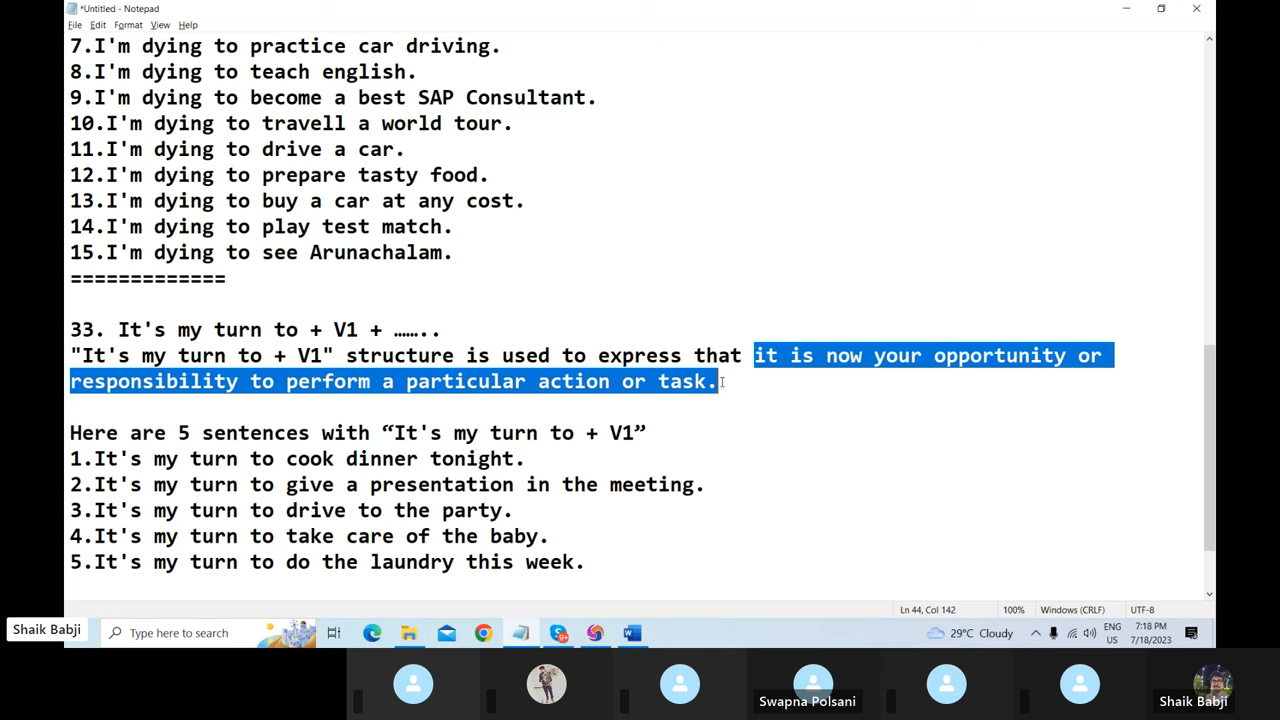 *Untitled - Notepad
File Edit Format View Help
7.I'm dying to practice car driving.
8.I'm dying to teach english.
9.I'm dying to become a best SAP Consultant.
10.I'm dying to travell a world tour.
11.I'm dying to drive a car.
12.I'm dying to prepare tasty food.
13.I'm dying to buy a car at any cost.
14.I'm dying to play test match.
15.I'm dying to see Arunachalam.
=============
33. It's my turn to + V1 + ……..
"It's my turn to + V1" structure is used to express that it is now your opportunity or
responsibility to perform a particular action or task.
Here are 5 sentences with “It's my turn to + V1”
1.It's my turn to cook dinner tonight.
2.It's my turn to give a presentation in the meeting.
3.It's my turn to drive to the party.
4.It's my turn to take care of the baby.
5.It's my turn to do the laundry this week.
Ln 44, Col 142 100% Windows (CRLF) UTF-8
Shaik Babji
Type here to search
29°C Cloudy
ENG
US
7:18 PM
7/18/2023
Swapna Polsani
Shaik Babji